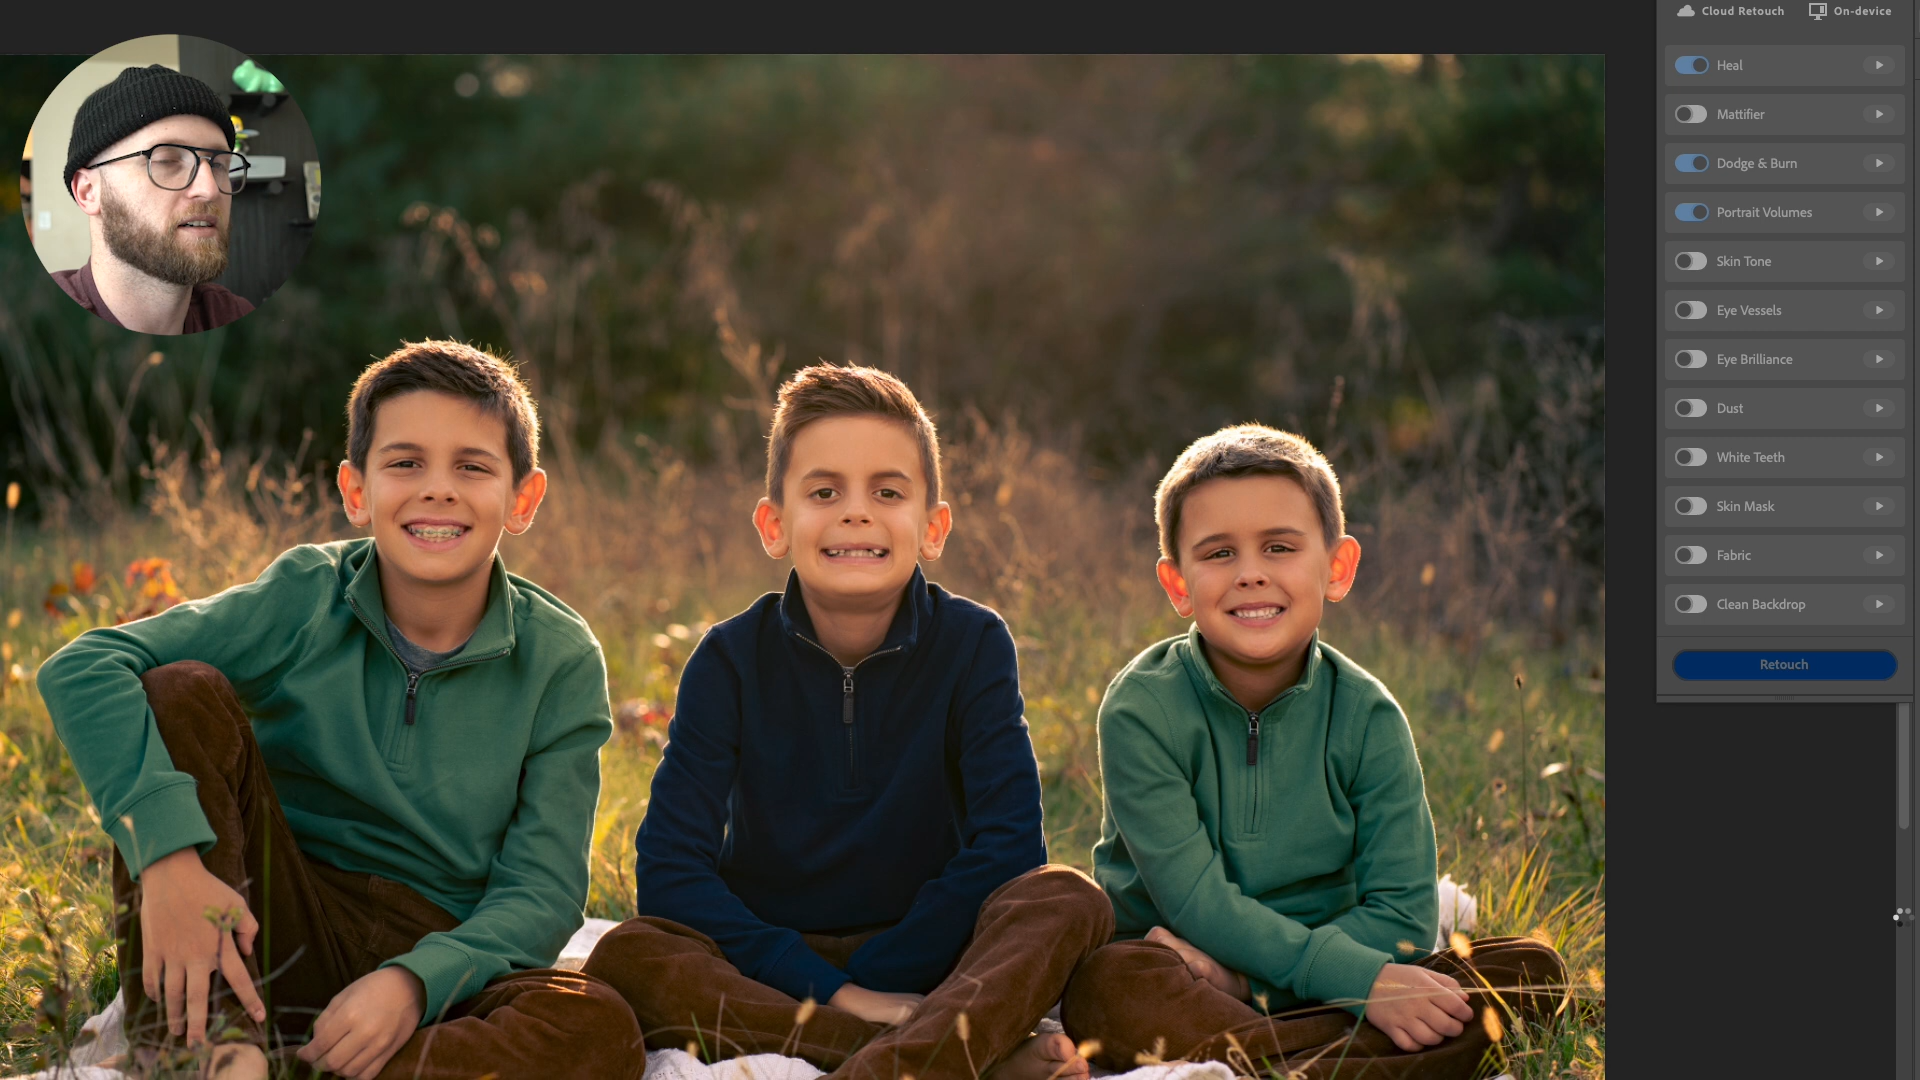 Cloud Retouch
On-device
Heal
Mattifier
Dodge & Burn
Portrait Volumes
Skin Tone
Eye Vessels
Eye Brilliance
Dust
White Teeth
Skin Mask
Fabric
Clean Backdrop
Retouch